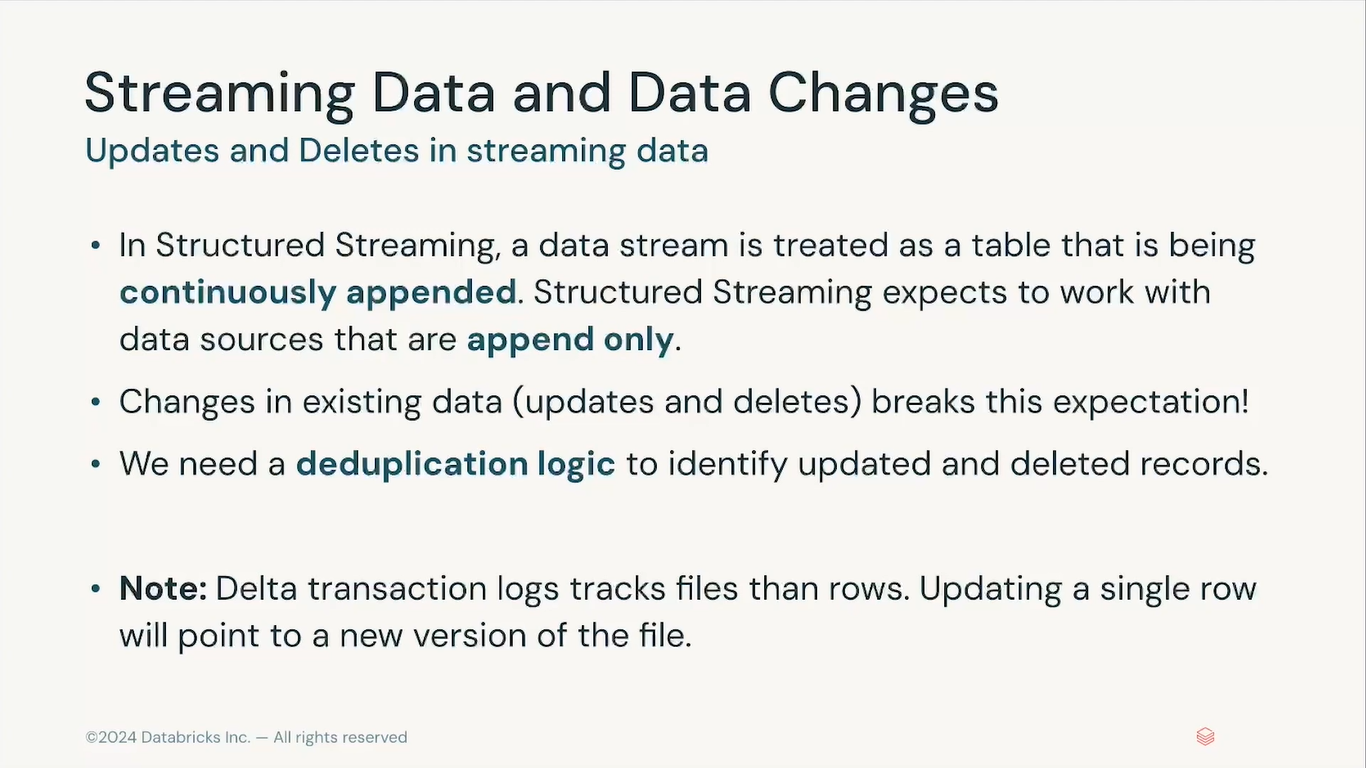 Streaming Data and Data Changes
Updates and Deletes in streaming data
• In Structured Streaming, a data stream is treated as a table that is being
continuously appended. Structured Streaming expects to work with
data sources that are append only.
• Changes in existing data (updates and deletes) breaks this expectation!
• We need a deduplication logic to identify updated and deleted records.
• Note: Delta transaction logs tracks files than rows. Updating a single row
will point to a new version of the file.
©2024 Databricks Inc. — All rights reserved